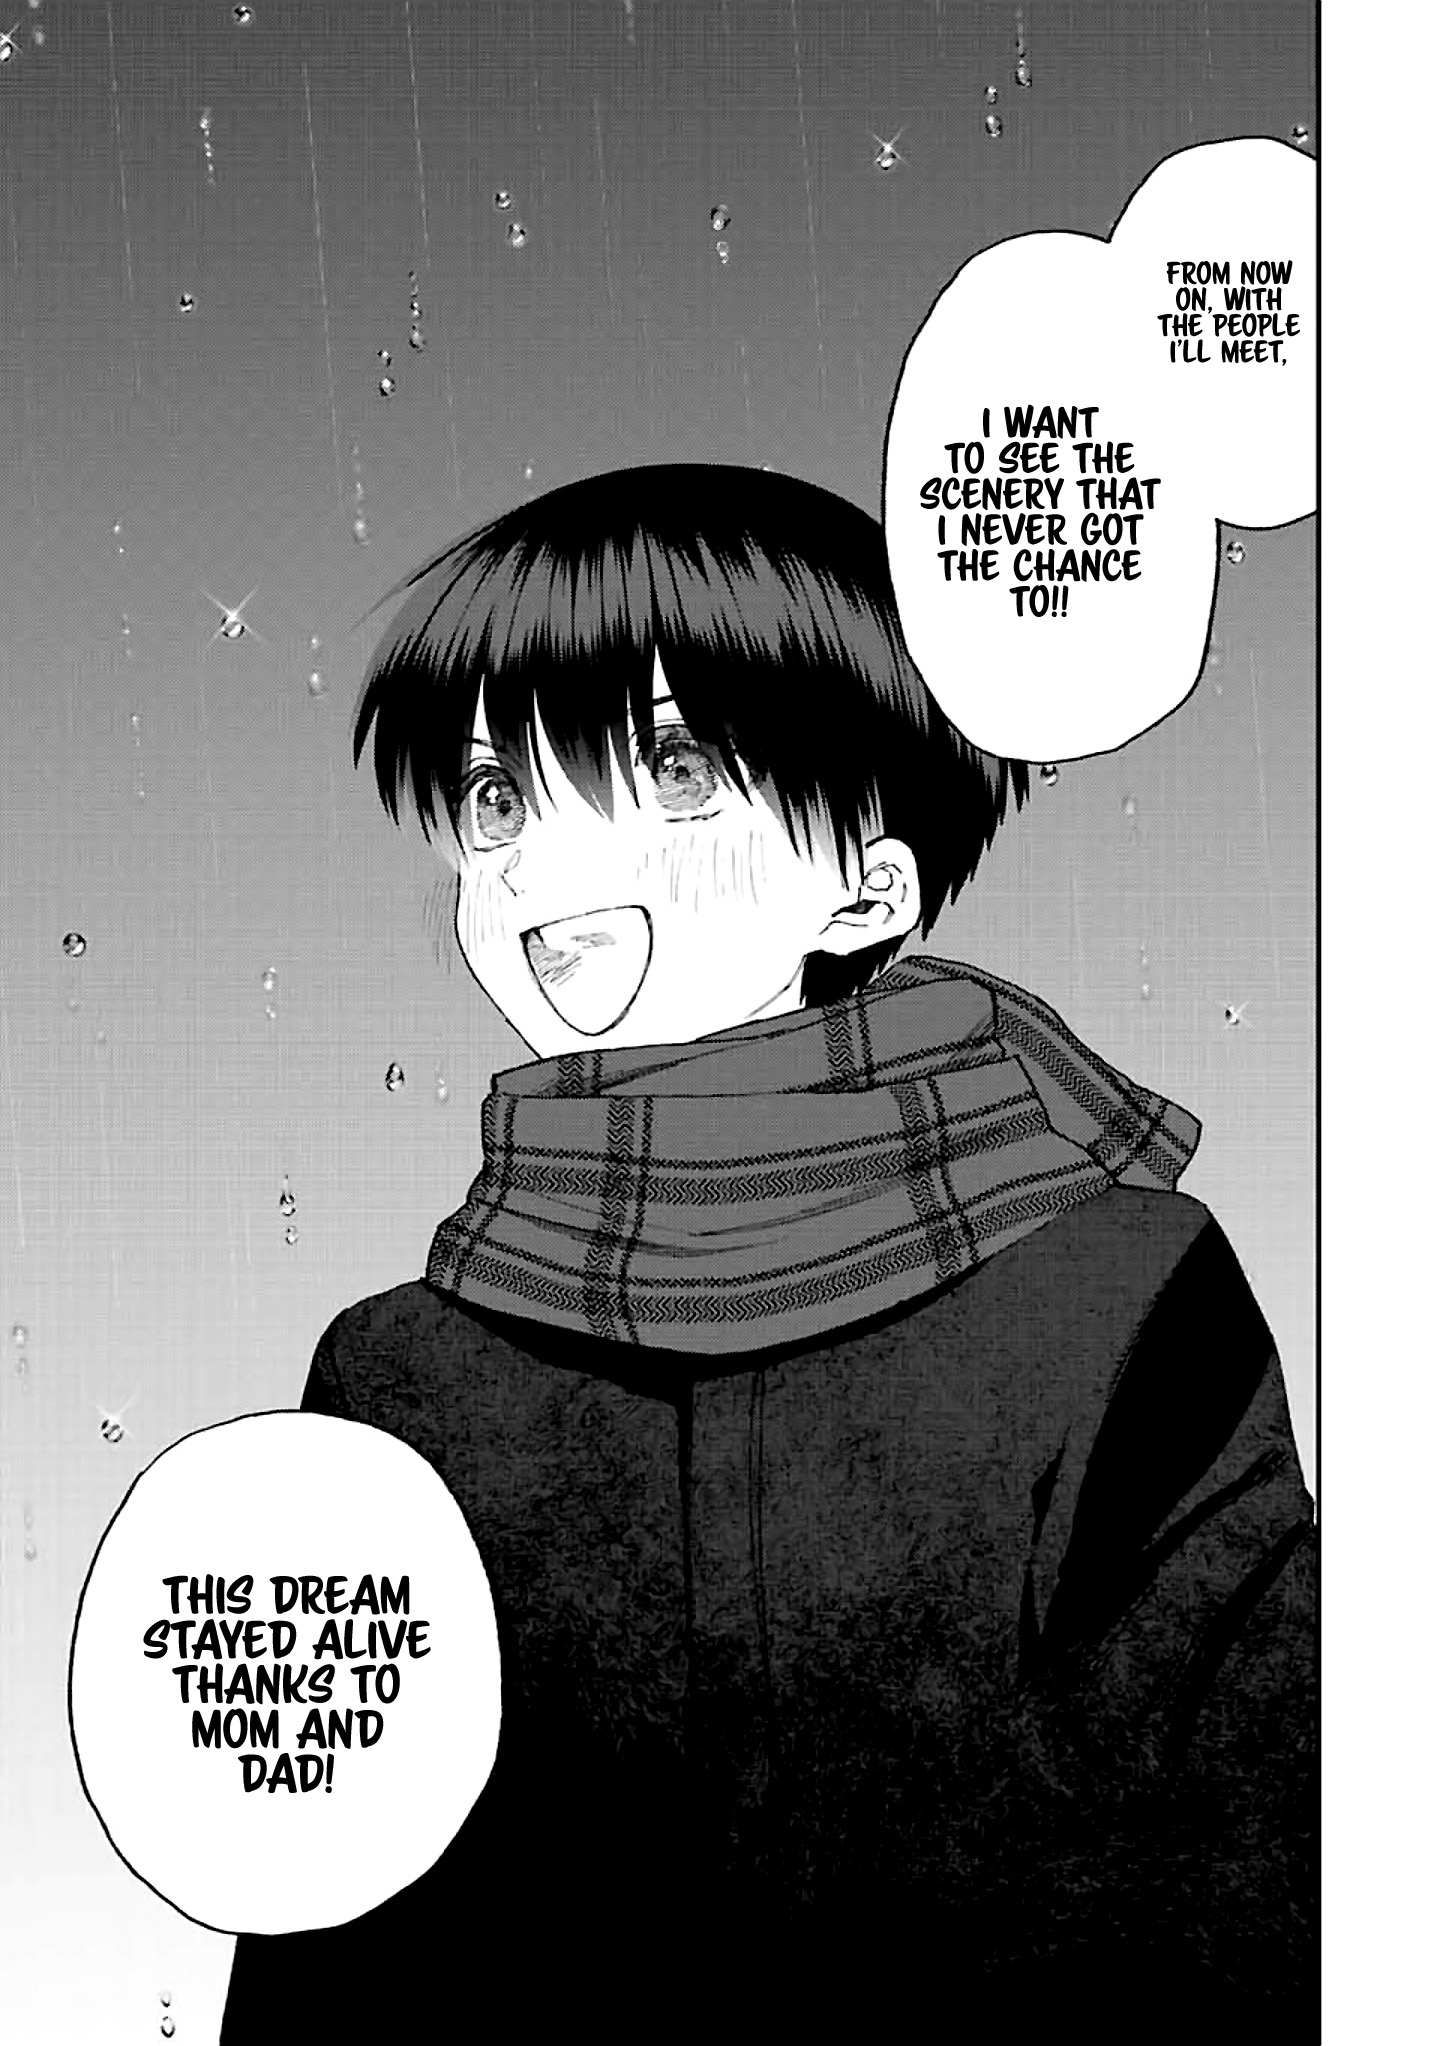 FROM NOW
ON, WITH
THE PEOPLE
I'LL MEET,
I WANT
TO SEE THE
SCENERY THAT
I NEVER GOT
THE CHANCE
TO!!
THIS DREAM
STAYED ALIVE
THANKS TO
MOM AND
DAD!